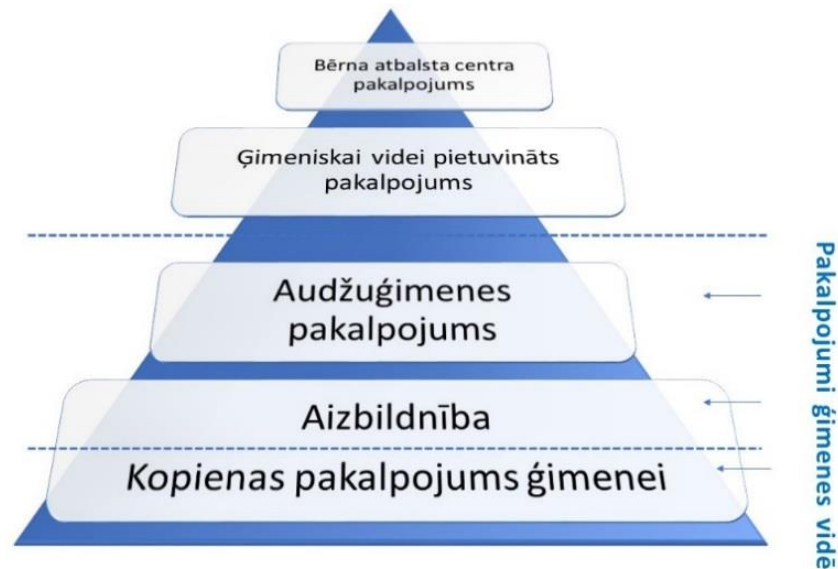 Bērna atbalsta centra
pakalpojums
Ģimeniskai videi pietuvināts
pakalpojums
Audžuģimenes
pakalpojums
Aizbildnība
Kopienas pakalpojums ģimenei
Pakalpojumi ģimenes vidē